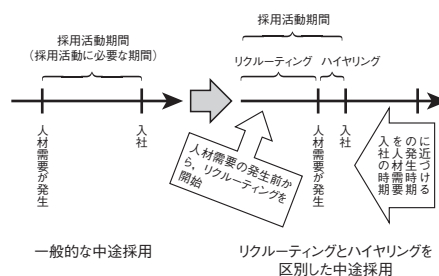 採用活動期間
（採用活動に必要な期間）
人材需要が発生
入社
一般的な中途採用
採用活動期間
リクルーティング
ハイヤリング
人材需要が発生
入社
人材需要の発生前か
ら、リクルーティングを
開始
入社の時期
を人材需要
の発生時期
に近づける
リクルーティングとハイヤリングを
区別した中途採用